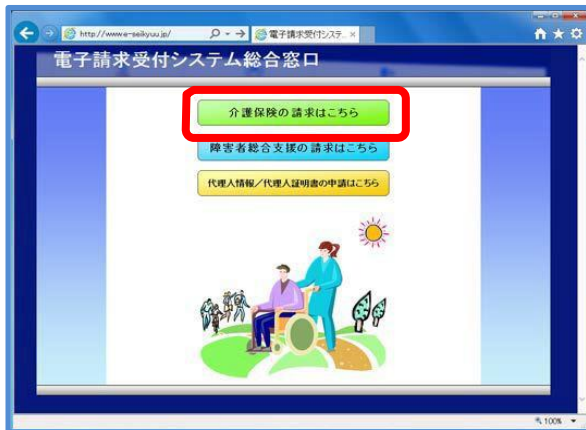 http://www.e-seikyuu.jp/
電子請求受付システ...
電子請求受付システム総合窓口
介護保険の請求はこちら
障害者総合支援の請求はこちら
代理人情報／代理人証明書の申請はこちら
100%